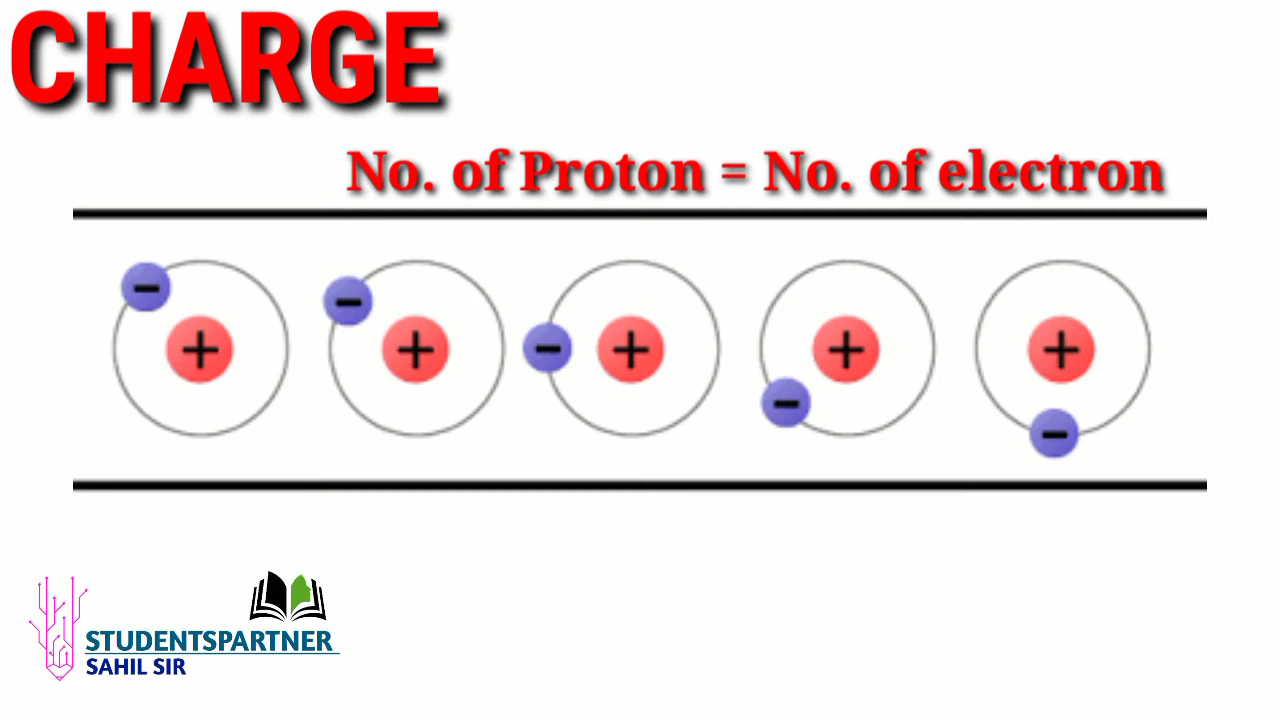 CHARGE
No. of Proton = No. of electron
- - - - -
+ + + + +
STUDENTSPARTNER
SAHIL SIR